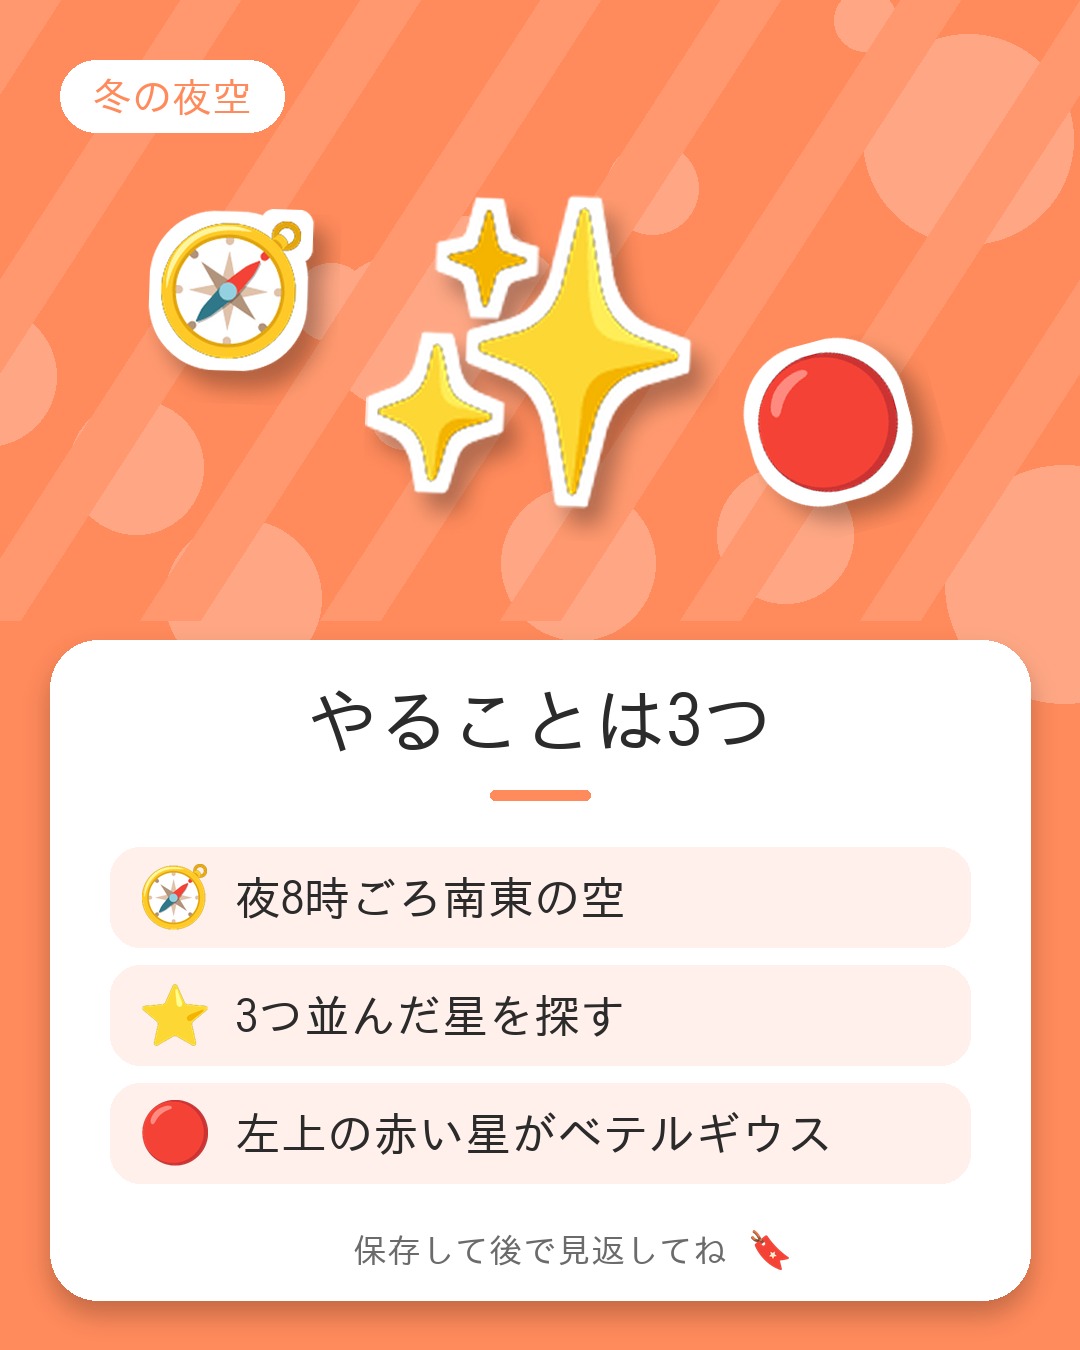 冬の夜空
やることは3つ
夜8時ごろ南東の空
3つ並んだ星を探す
左上の赤い星がベテルギウス
保存して後で見返してね